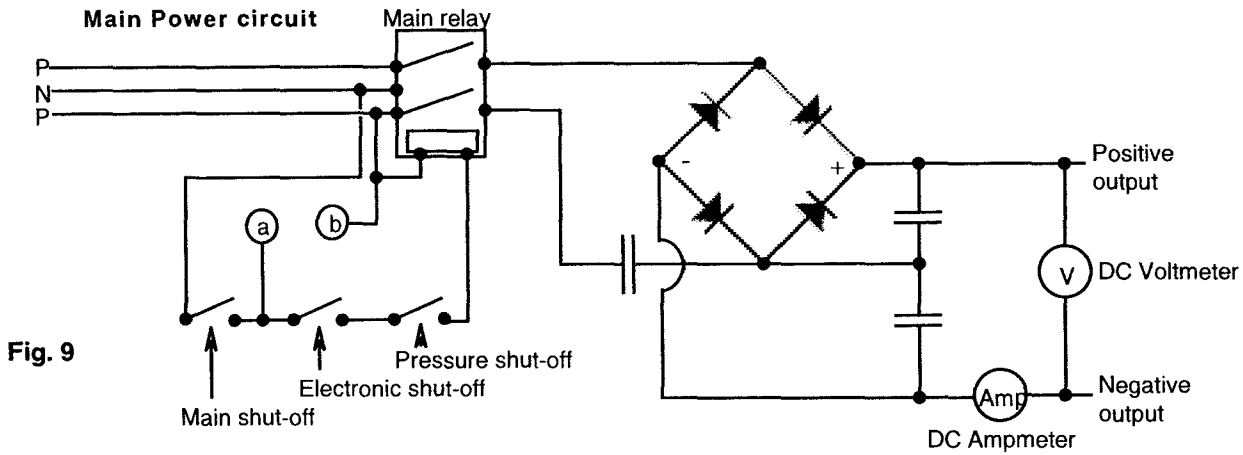 Main Power circuit
Main relay
P
N
P
a
b
-
+
Positive
output
V
DC Voltmeter
Fig. 9
Pressure shut-off
Electronic shut-off
Main shut-off
Amp
Negative
output
DC Ampmeter